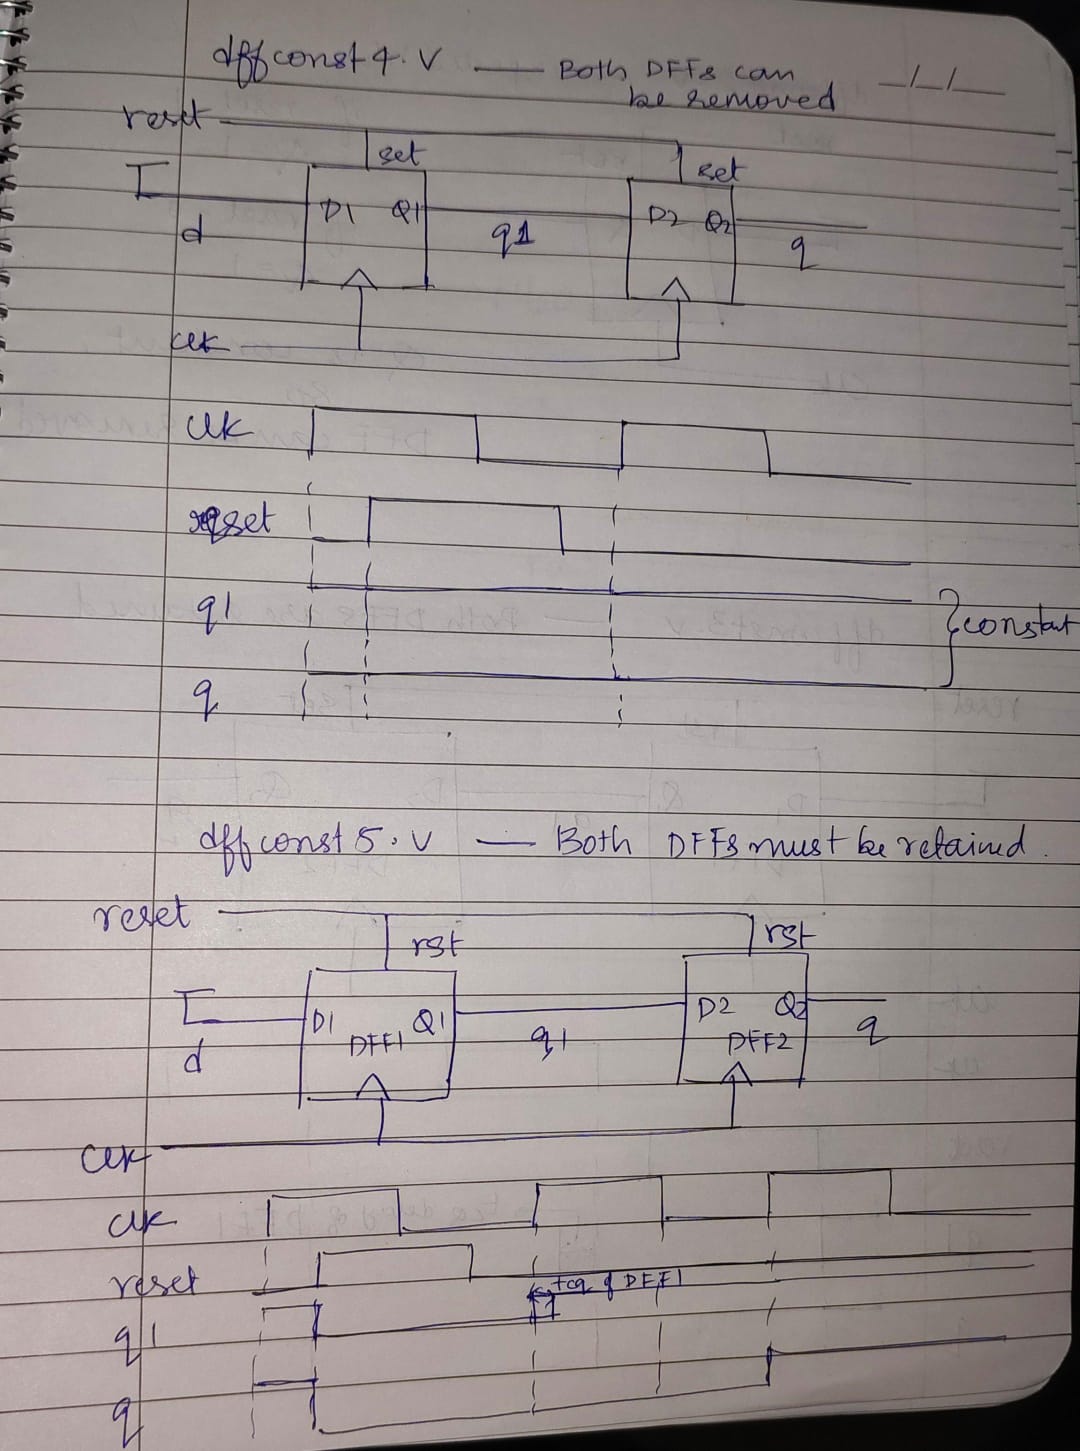 dffconst4.v — Both DFFs can
be removed
_/_/__
reset
set
set
D1 Q1
D2 Q2
d
q1
q
clk
clk
reset
q1
constant
q
dffconst5.v — Both DFFs must be retained.
reset
rst
rst
D1 Q1
D2 Q2
DFF1
DFF2
d
q1
q
clk
clk
reset
tcq of DFF1
q1
q